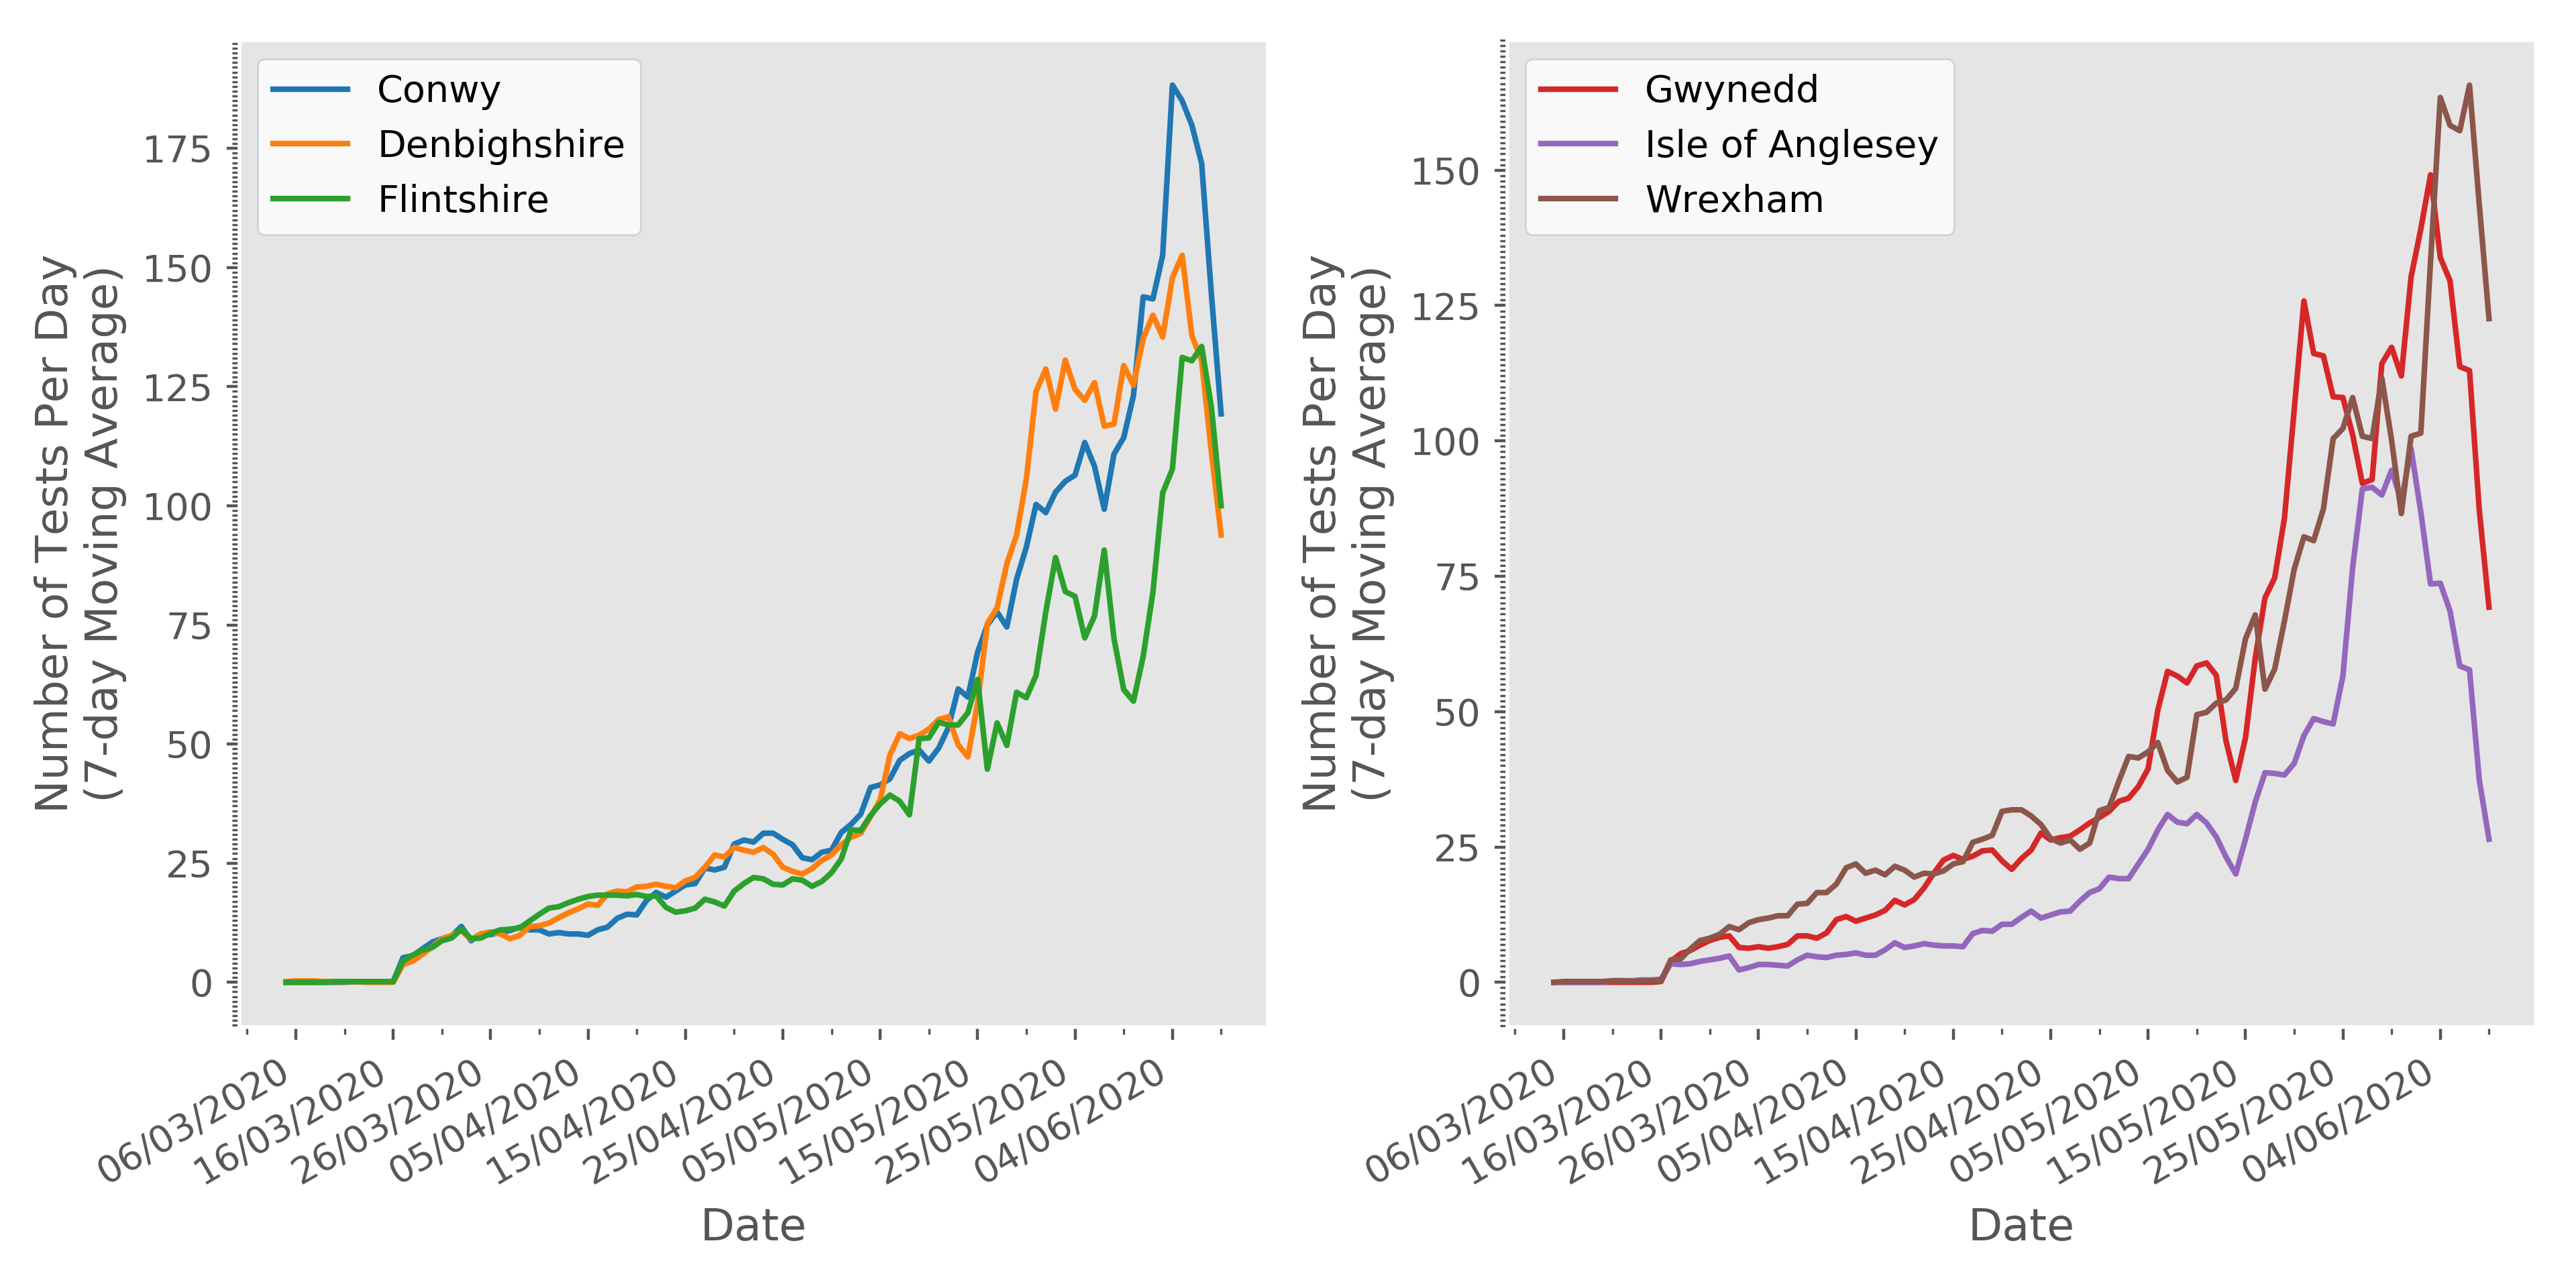 Conwy
Denbighshire
Flintshire
Number of Tests Per Day
(7-day Moving Average)
175
150
125
100
75
50
25
0
06/03/2020
16/03/2020
26/03/2020
05/04/2020
15/04/2020
25/04/2020
05/05/2020
15/05/2020
25/05/2020
04/06/2020
Date
Gwynedd
Isle of Anglesey
Wrexham
Number of Tests Per Day
(7-day Moving Average)
150
125
100
75
50
25
0
06/03/2020
16/03/2020
26/03/2020
05/04/2020
15/04/2020
25/04/2020
05/05/2020
15/05/2020
25/05/2020
04/06/2020
Date